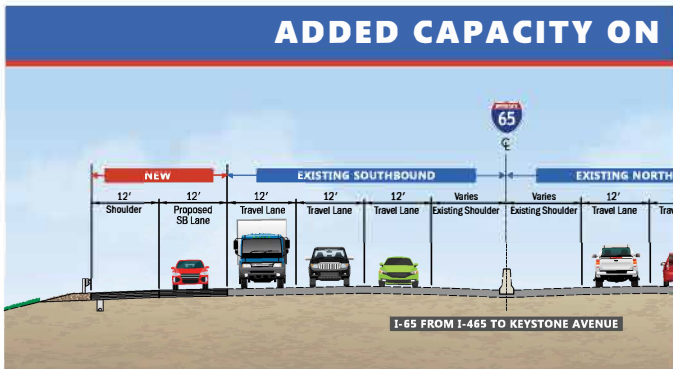 ADDED CAPACITY ON
65
NEW
EXISTING SOUTHBOUND
EXISTING NORTH
12' 12' 12' 12' 12' Varies Varies 12'
Shoulder Proposed Travel Lane Travel Lane Travel Lane Existing Shoulder Existing Shoulder Travel Lane Trav
SB Lane
I-65 FROM I-465 TO KEYSTONE AVENUE